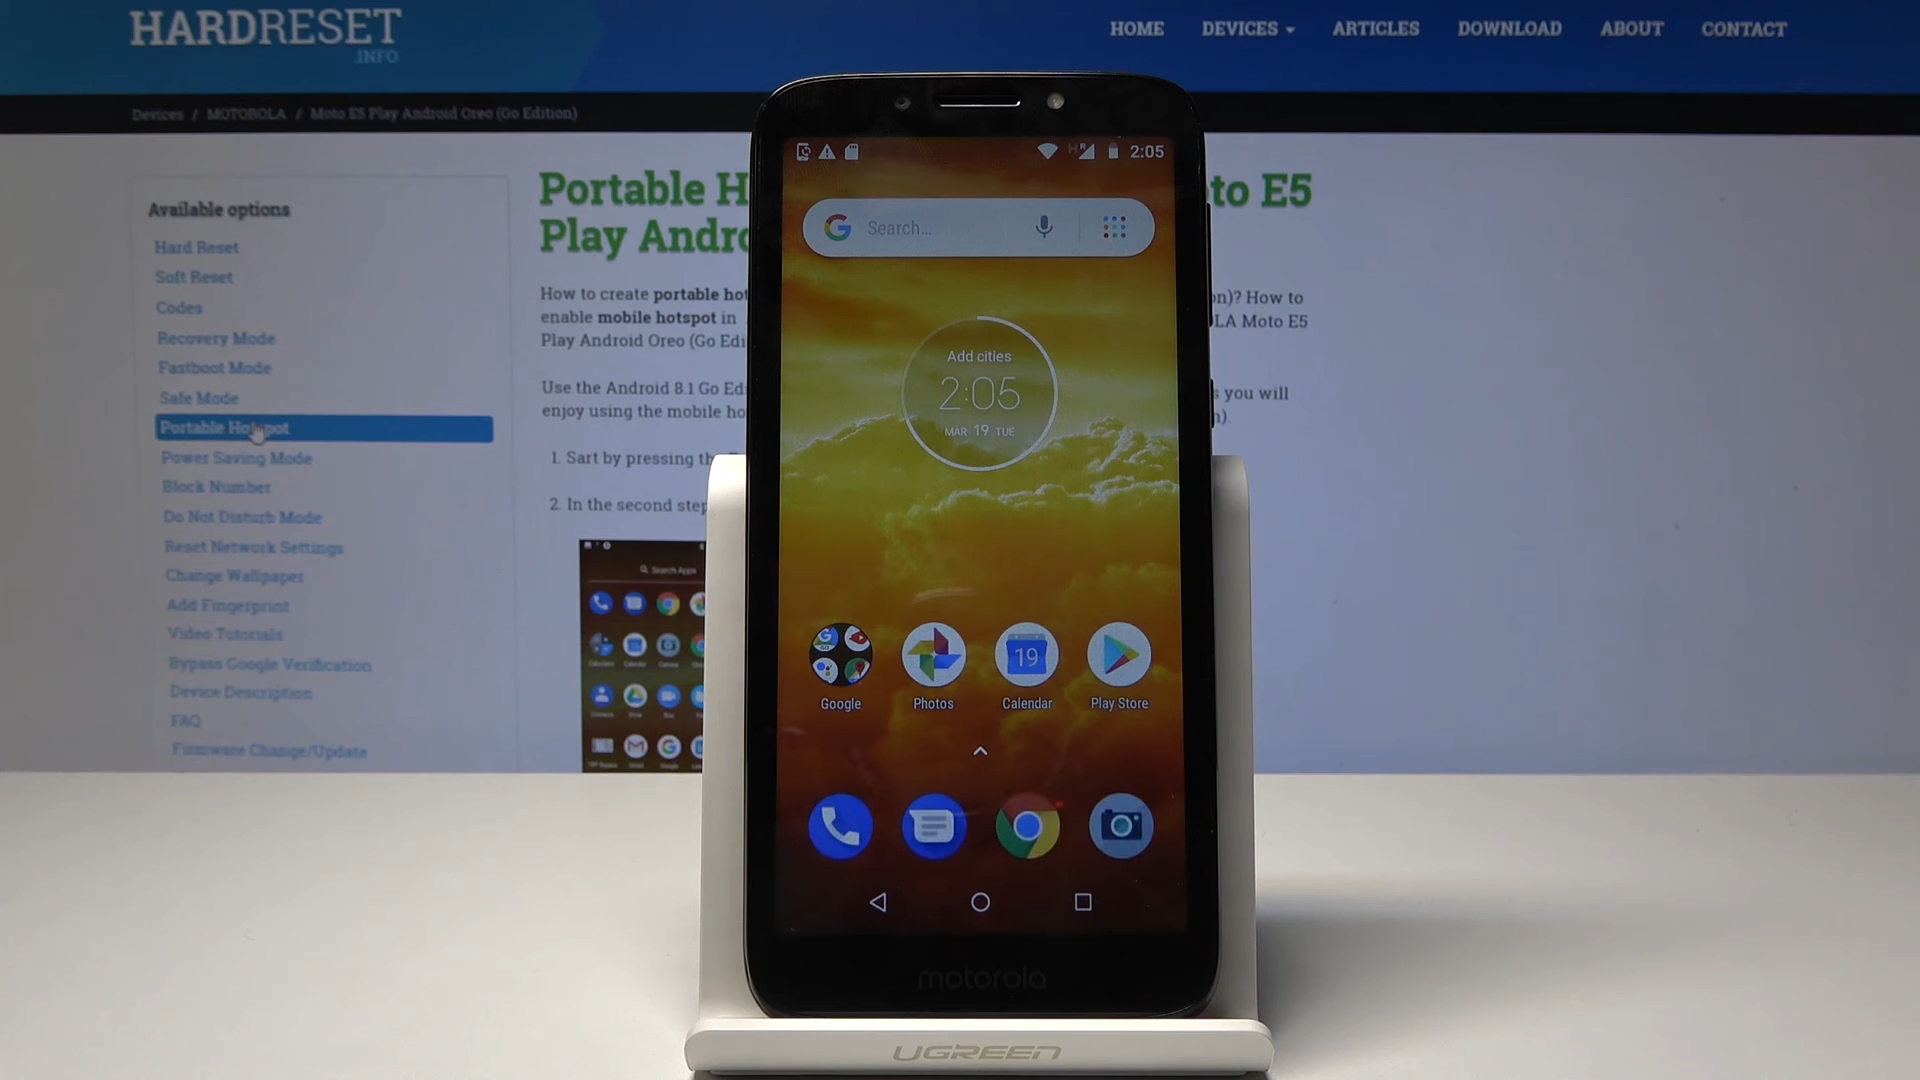 HARDRESET
.INFO
HOME DEVICES ARTICLES DOWNLOAD ABOUT CONTACT
Devices / MOTOROLA / Moto E5 Play Android Oreo (Go Edition)
Available options
Hard Reset
Soft Reset
Codes
Recovery Mode
Fastboot Mode
Safe Mode
Portable Hotspot
Power Saving Mode
Block Number
Do Not Disturb Mode
Reset Network Settings
Change Wallpaper
Add Fingerprint
Video Tutorials
Bypass Google Verification
Device Description
FAQ
Firmware Change/Update
Portable H to E5
Play Andro
How to create portable hot on)? How to
enable mobile hotspot in LA Moto E5
Play Android Oreo (Go Edi
Use the Android 8.1 Go Edi s you will
enjoy using the mobile ho n).
1. Sart by pressing th
2. In the second step
Search Apps
2:05
Search...
Add cities
2:05
MAR 19 TUE
19
Google Photos Calendar Play Store
motorola
UGREEN